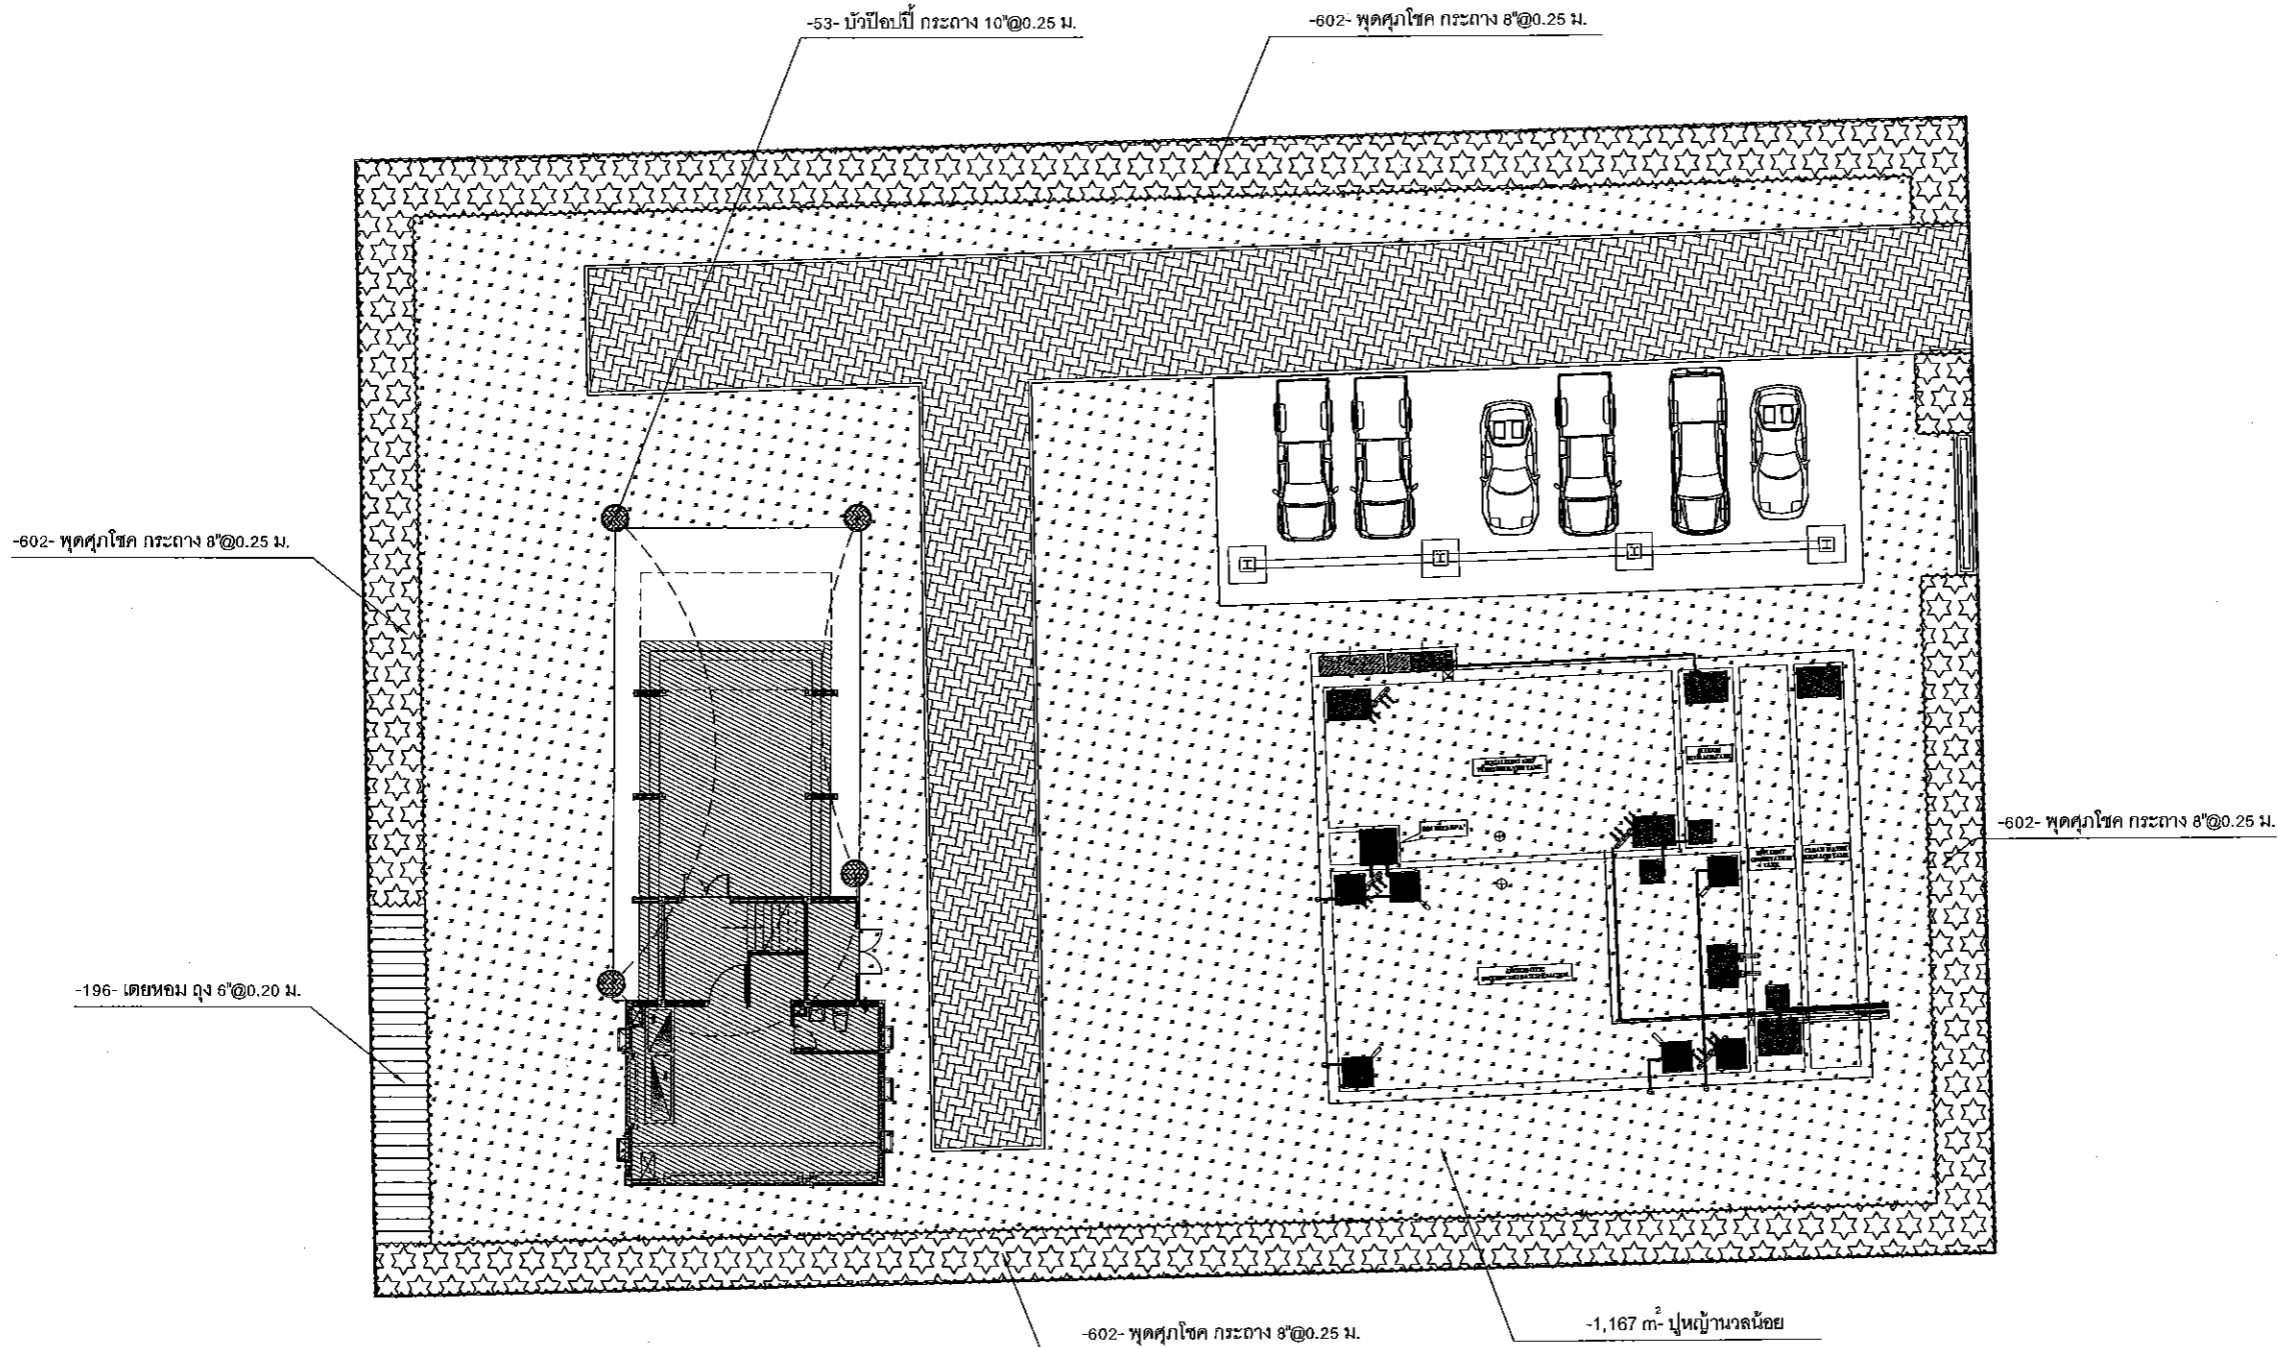 -53- บัวป๊อปปี้ กระถาง 10"@0.25 ม.
-602- พุดศุภโชค กระถาง 8"@0.25 ม.
-602- พุดศุภโชค กระถาง 8"@0.25 ม.
-602- พุดศุภโชค กระถาง 8"@0.25 ม.
-196- เตยหอม ถุง 6"@0.20 ม.
-602- พุดศุภโชค กระถาง 8"@0.25 ม.
-1,167 m²- ปูหญ้านวลน้อย